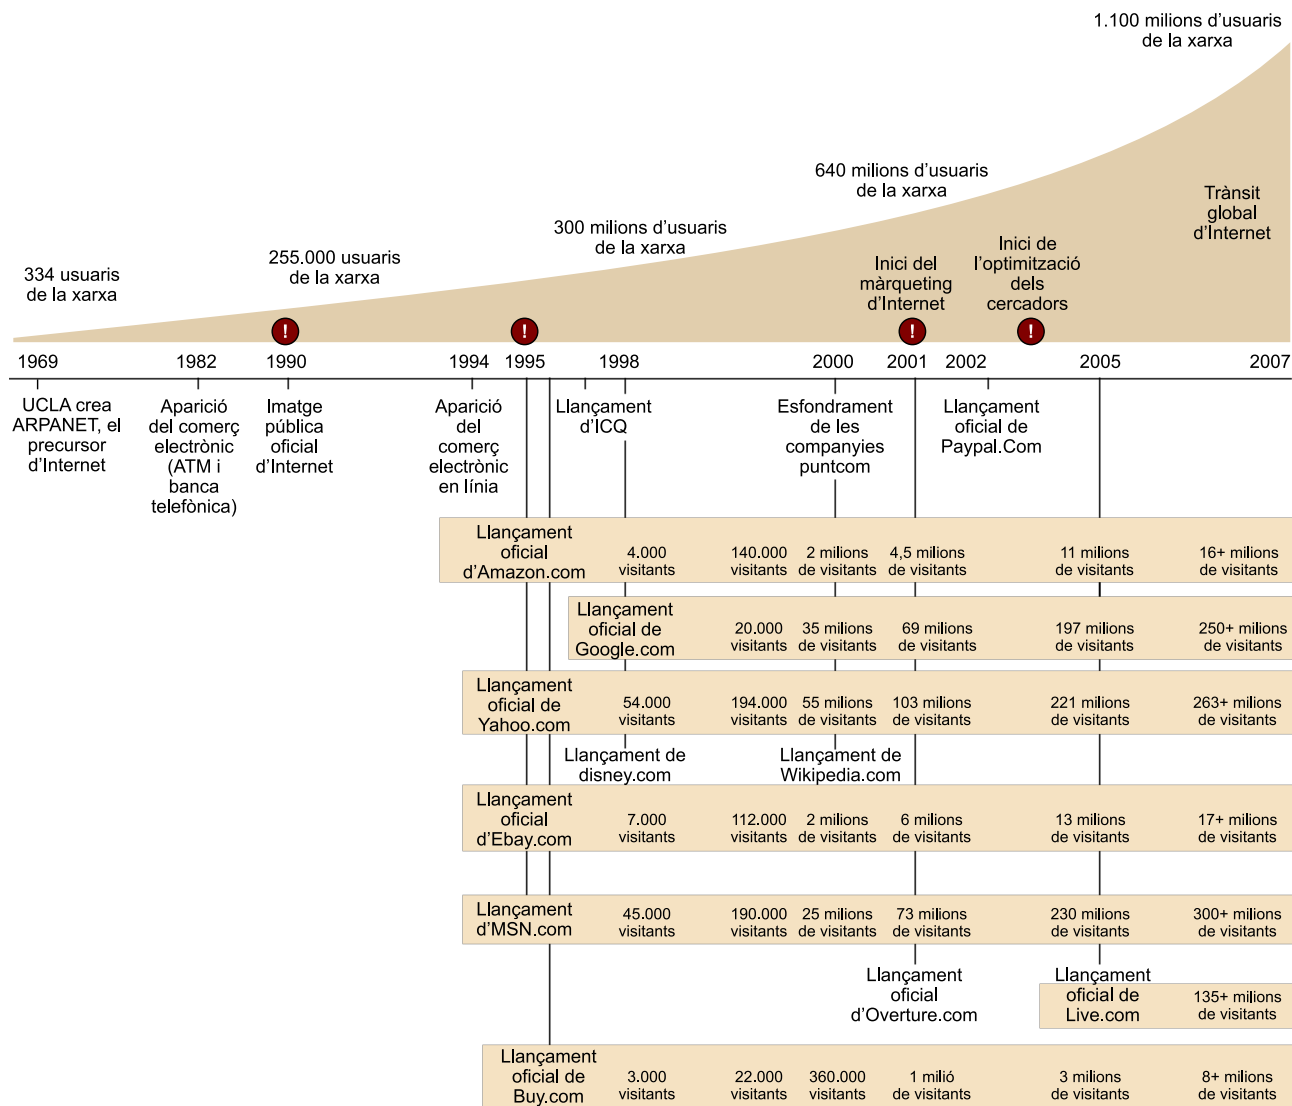 1.100 milions d’usuaris
de la xarxa
640 milions d’usuaris
de la xarxa
300 milions d’usuaris
de la xarxa
255.000 usuaris
de la xarxa
334 usuaris
de la xarxa
Trànsit
global
d’Internet
Inici del
màrqueting
d’Internet
Inici de
l’optimització
dels
cercadors
!
!
!
!
1969 1982 1990 1994 1995 1998 2000 2001 2002 2005 2007
UCLA crea
ARPANET, el
precursor
d’Internet
Aparició
del comerç
electrònic
(ATM i
banca
telefònica)
Imatge
pública
oficial
d’Internet
Aparició
del
comerç
electrònic
en línia
Llançament
d’ICQ
Esfondrament
de les
companyies
puntcom
Llançament
oficial de
Paypal.Com
Llançament
oficial
d’Amazon.com
4.000
visitants
140.000
visitants
2 milions
de visitants
4,5 milions
de visitants
11 milions
de visitants
16+ milions
de visitants
Llançament
oficial de
Google.com
20.000
visitants
35 milions
de visitants
69 milions
de visitants
197 milions
de visitants
250+ milions
de visitants
Llançament
oficial de
Yahoo.com
54.000
visitants
194.000
visitants
55 milions
de visitants
103 milions
de visitants
221 milions
de visitants
263+ milions
de visitants
Llançament de
disney.com
Llançament de
Wikipedia.com
Llançament
oficial
d’Ebay.com
7.000
visitants
112.000
visitants
2 milions
de visitants
6 milions
de visitants
13 milions
de visitants
17+ milions
de visitants
Llançament
d’MSN.com
45.000
visitants
190.000
visitants
25 milions
de visitants
73 milions
de visitants
230 milions
de visitants
300+ milions
de visitants
Llançament
oficial
d’Overture.com
Llançament
oficial de
Live.com
135+ milions
de visitants
Llançament
oficial de
Buy.com
3.000
visitants
22.000
visitants
360.000
visitants
1 milió
de visitants
3 milions
de visitants
8+ milions
de visitants